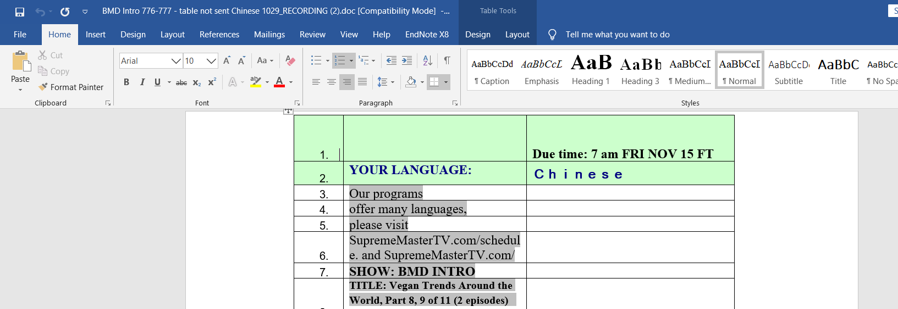 BMD Intro 776-777 - table not sent Chinese 1029_RECORDING (2).doc [Compatibility Mode] -...
Table Tools
File Home Insert Design Layout References Mailings Review View Help EndNote X8 Design Layout Tell me what you want to do
Paste
Cut
Copy
Format Painter
Clipboard
Arial 10
Font
Paragraph
AaBbCcDd AaBbCcI AaB AaBb AaBbCcI AaBbCcI AaBbCcD AaBbC AaBbCc
¶ Caption Emphasis Heading 1 Heading 3 ¶ Medium... ¶ Normal Subtitle Title ¶ No Spa
Styles
1. Due time: 7 am FRI NOV 15 FT
2. YOUR LANGUAGE: Chinese
3. Our programs
4. offer many languages,
5. please visit
SupremeMasterTV.com/schedul
6. e. and SupremeMasterTV.com/
7. SHOW: BMD INTRO
TITLE: Vegan Trends Around the
World, Part 8, 9 of 11 (2 episodes)